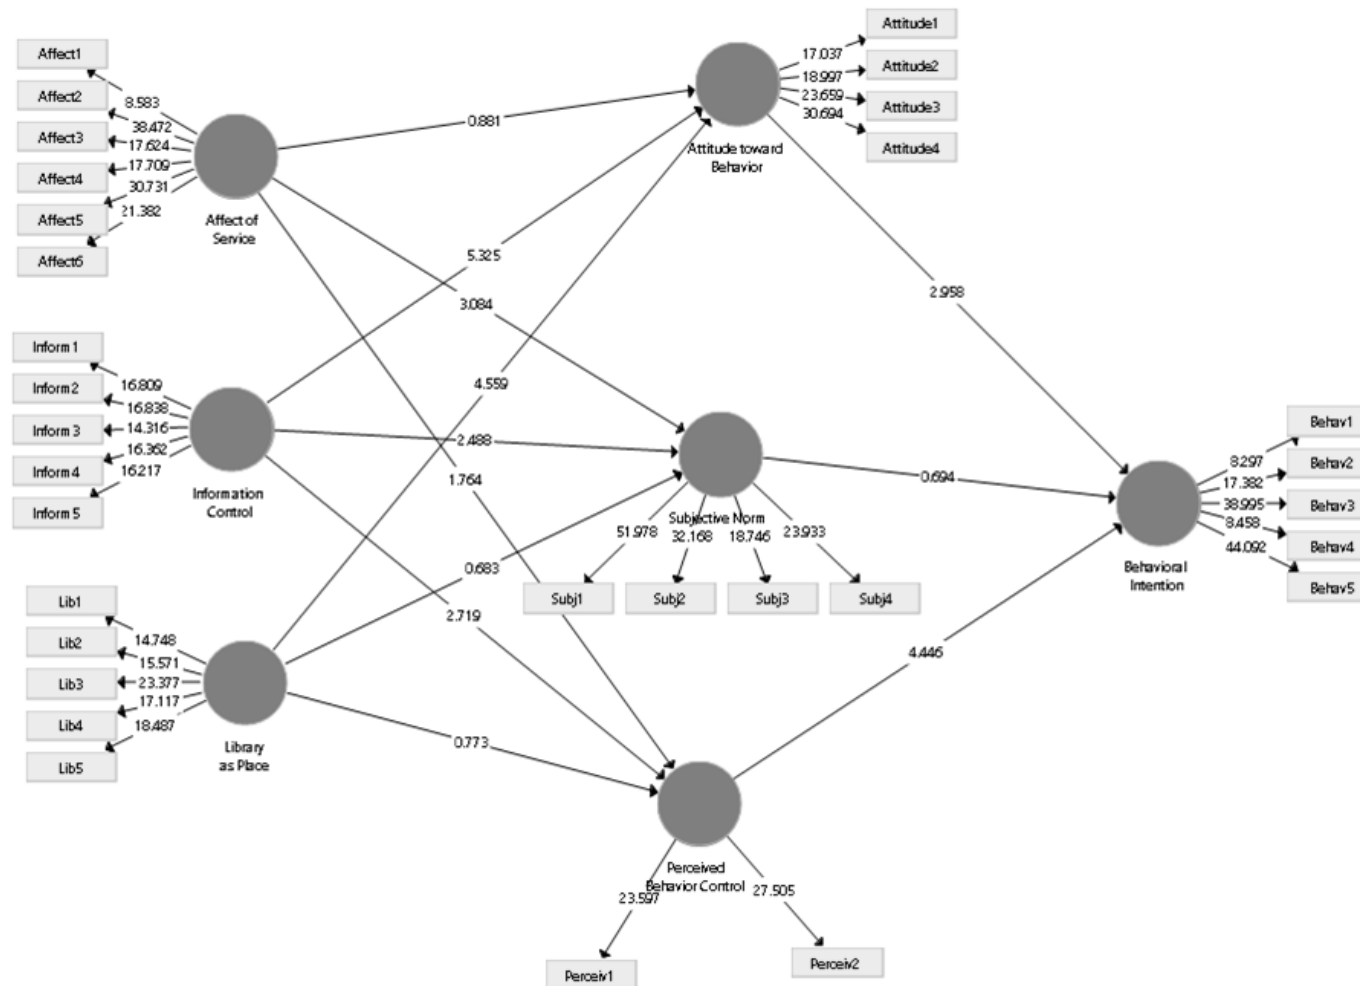 Affect1
Affect2
Affect3
Affect4
Affect5
Affect6
8.583
38.472
17.624
17.709
30.731
21.382
Affect of
Service
Inform 1
Inform 2
Inform 3
Inform 4
Inform 5
16.809
16.838
14.316
16.362
16.217
Information
Control
Lib1
Lib2
Lib3
Lib4
Lib5
14.748
15.571
23.377
17.117
18.487
Library
as Place
0.881
5.325
3.084
4.559
2.488
1.764
0.683
2.719
0.773
Attitude1
Attitude2
Attitude3
Attitude4
17.037
18.997
23.659
30.694
Attitude toward
Behavior
Subjective Norm
51.978
32.168
18.746
23.933
Subj1
Subj2
Subj3
Subj4
Perceived
Behavior Control
23.597
27.505
Perceiv1
Perceiv2
2.958
0.694
4.446
Behavioral
Intention
8.297
17.382
38.995
8.458
44.092
Behav1
Behav2
Behav3
Behav4
Behav5